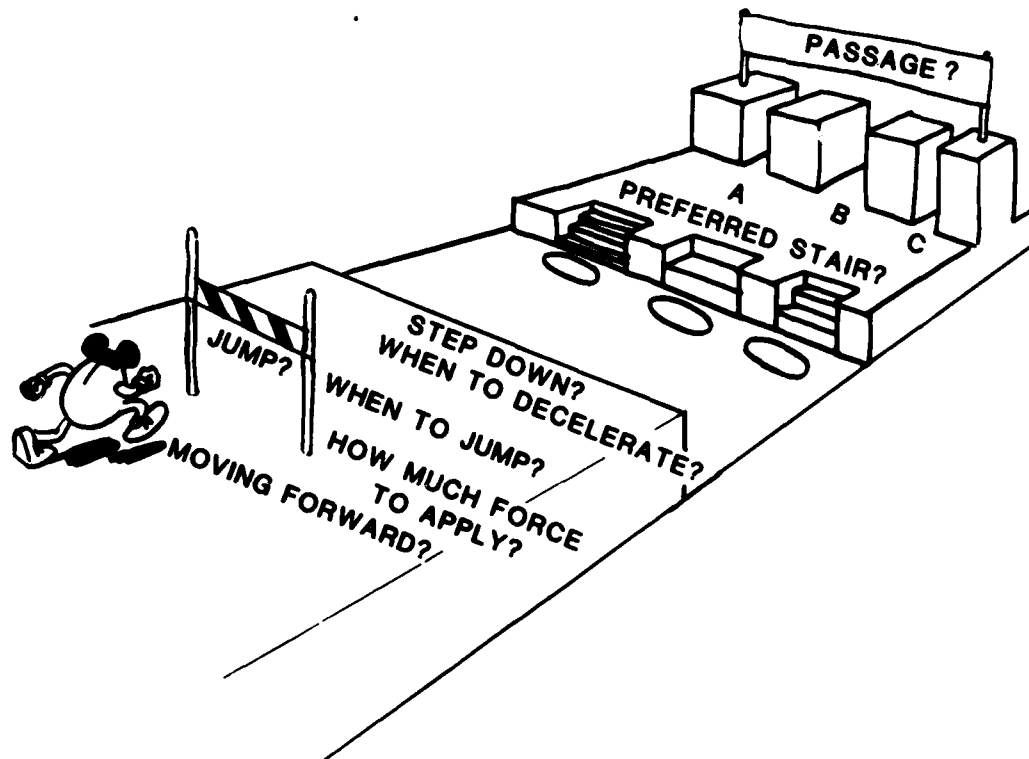 PASSAGE?
A
B
C
PREFERRED STAIR?
JUMP?
STEP DOWN?
WHEN TO DECELERATE?
WHEN TO JUMP?
HOW MUCH FORCE
TO APPLY?
MOVING FORWARD?